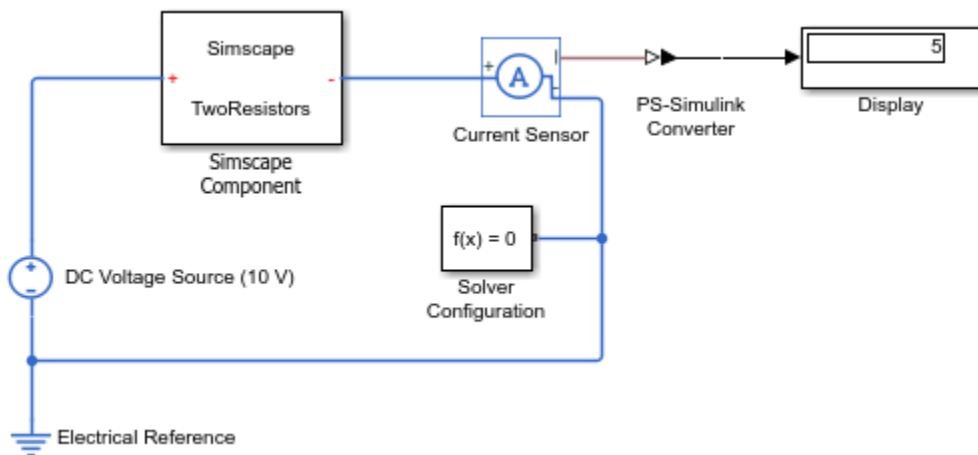 Simscape
+
-
TwoResistors
Simscape
Component
+
A
I
-
Current Sensor
PS-Simulink
Converter
5
Display
f(x) = 0
Solver
Configuration
+
-
DC Voltage Source (10 V)
Electrical Reference